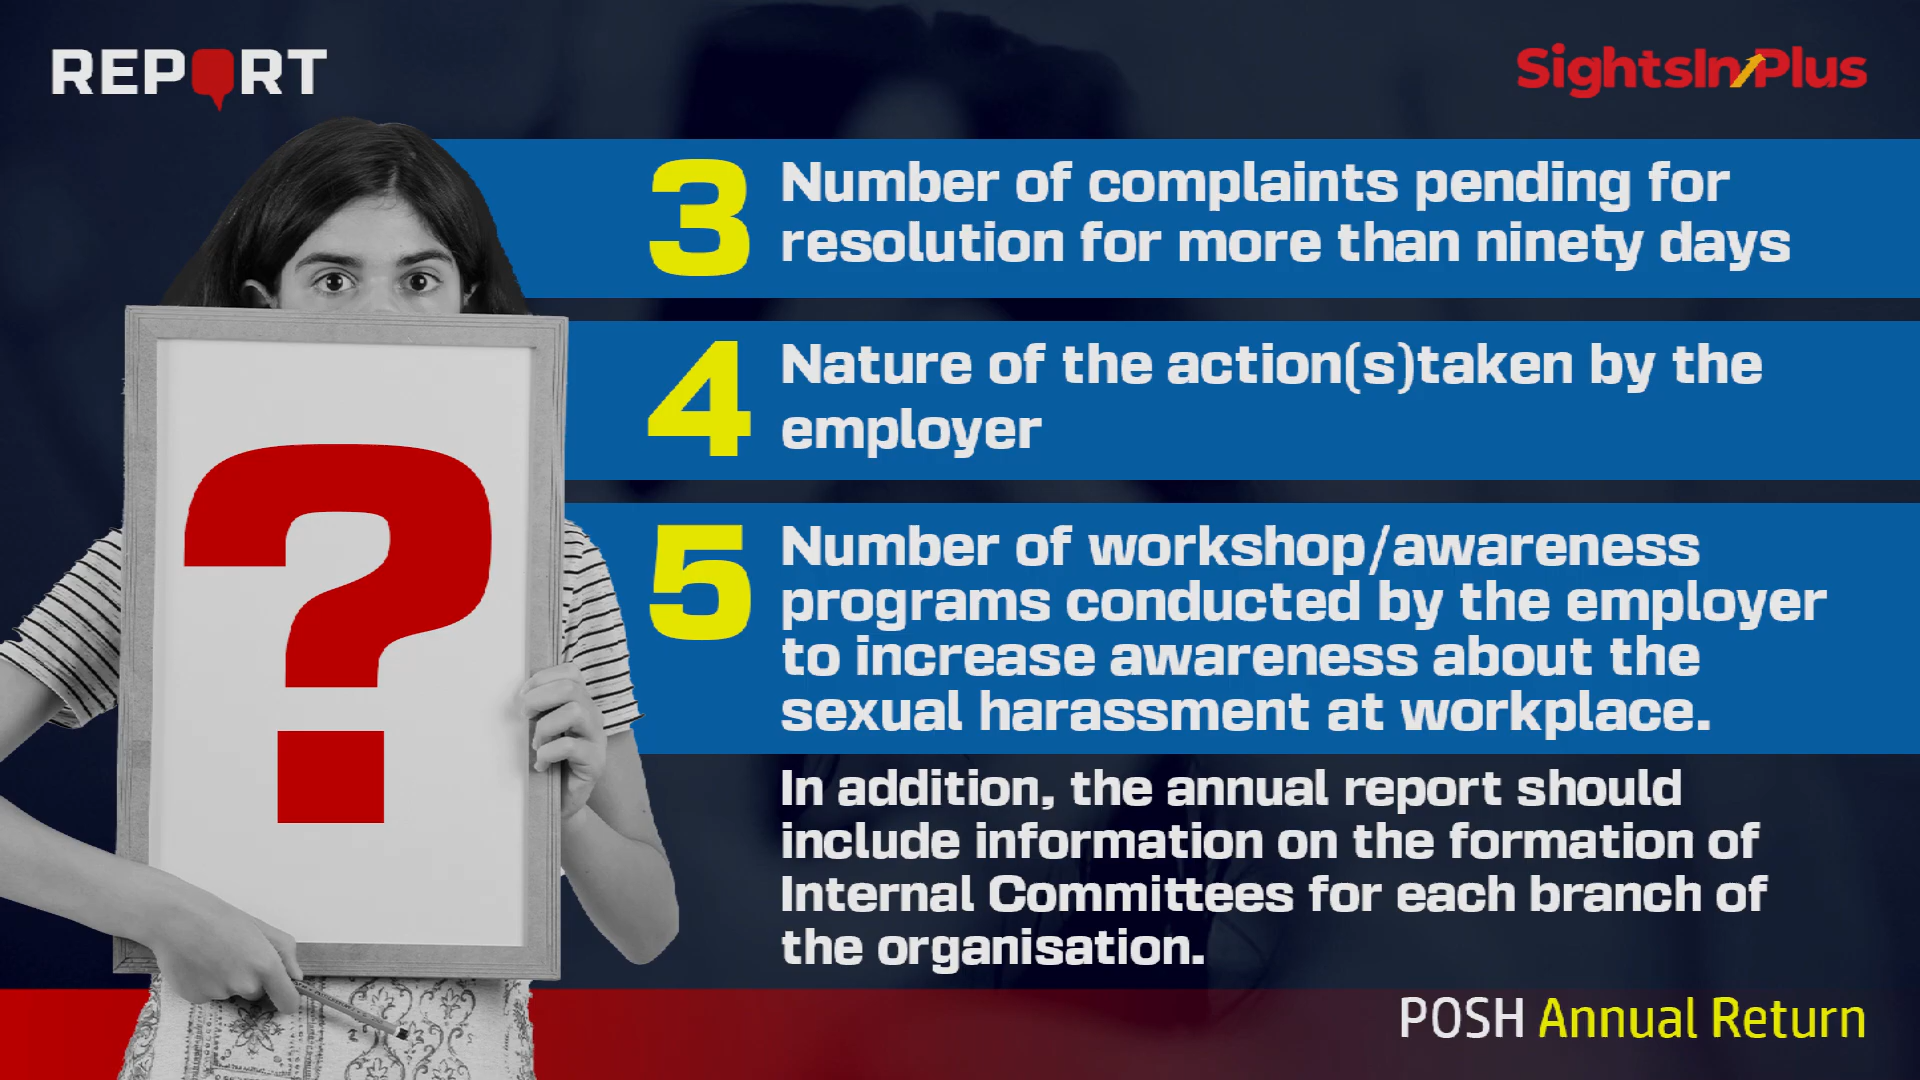 REPORT
SightsInPlus
3 Number of complaints pending for
resolution for more than ninety days
4 Nature of the action(s)taken by the
employer
5 Number of workshop/awareness
programs conducted by the employer
to increase awareness about the
sexual harassment at workplace.
In addition, the annual report should
include information on the formation of
Internal Committees for each branch of
the organisation.
?
POSH Annual Return